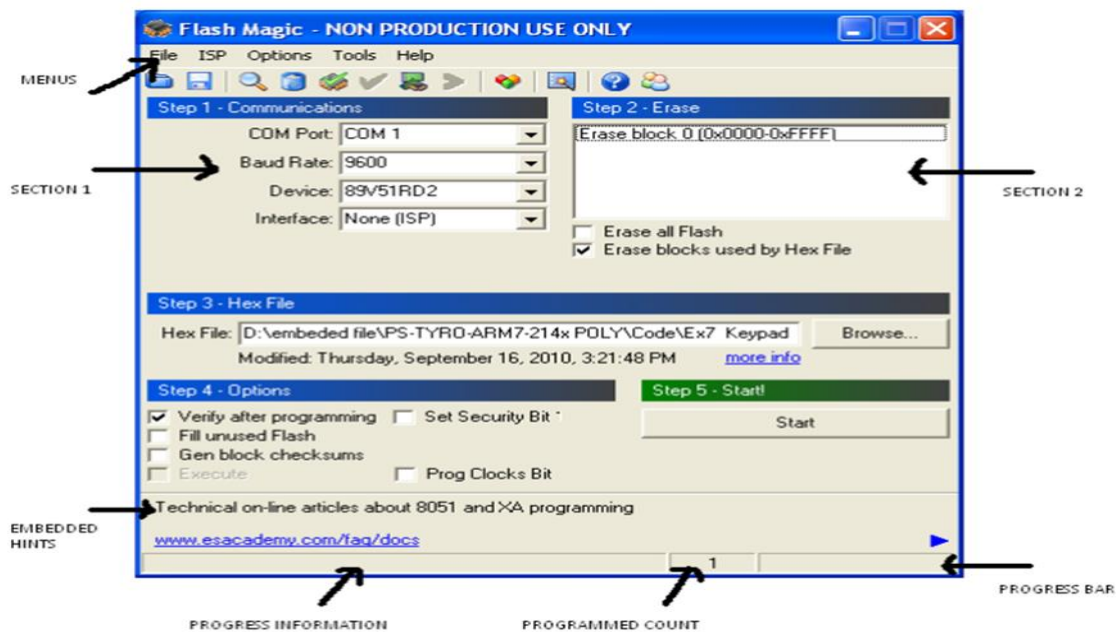 Flash Magic - NON PRODUCTION USE ONLY
File ISP Options Tools Help
MENUS
Step 1 - Communications
COM Port: COM 1
Baud Rate: 9600
Device: 89V51RD2
Interface: None (ISP)
SECTION 1
Step 2 - Erase
Erase block 0 (0x0000-0xFFFF)
Erase all Flash
Erase blocks used by Hex File
SECTION 2
Step 3 - Hex File
Hex File: D:\embeded file\PS-TYRO-ARM7-214x POLY\Code\Ex7 Keypad Browse...
Modified: Thursday, September 16, 2010, 3:21:48 PM more info
Step 4 - Options
Verify after programming Set Security Bit
Fill unused Flash
Gen block checksums
Execute Prog Clocks Bit
Step 5 - Start!
Start
Technical on-line articles about 8051 and XA programming
EMBEDDED
HINTS
www.esacademy.com/faq/docs
1
PROGRESS BAR
PROGRESS INFORMATION
PROGRAMMED COUNT